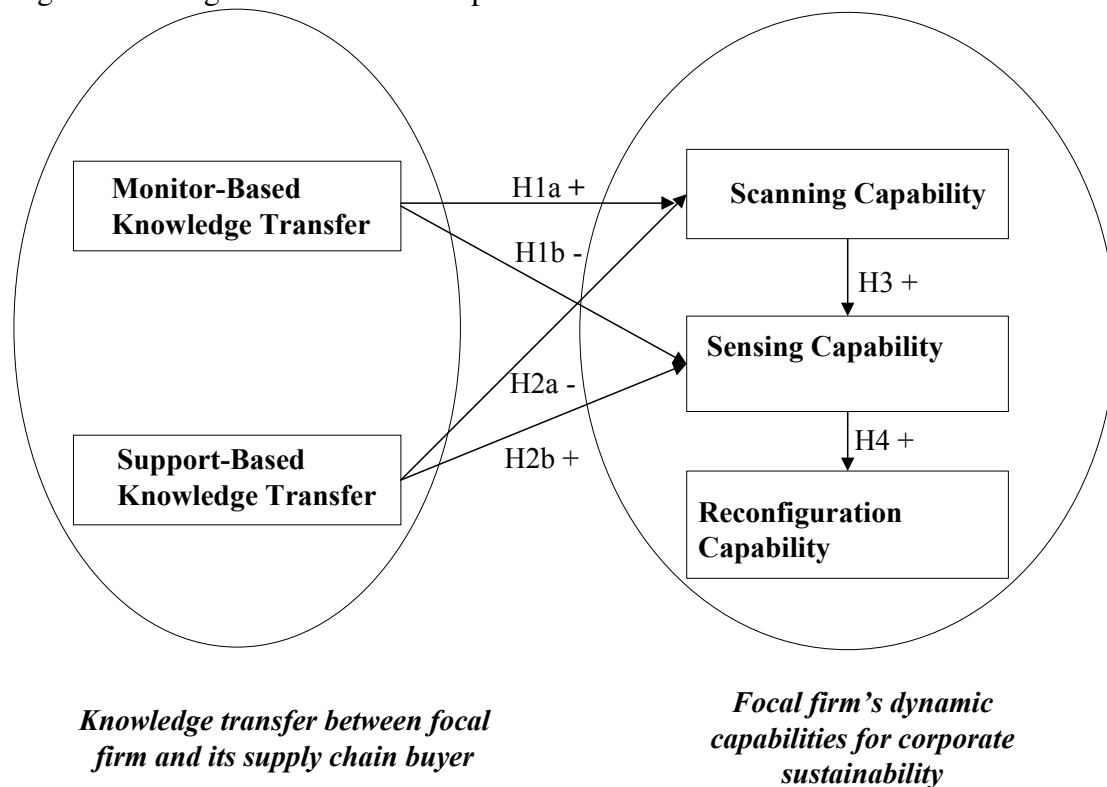 Monitor-Based
Knowledge Transfer
H1a +
Scanning Capability
H1b -
H3 +
Sensing Capability
H2a -
H2b +
H4 +
Support-Based
Knowledge Transfer
Reconfiguration
Capability
Knowledge transfer between focal
firm and its supply chain buyer
Focal firm's dynamic
capabilities for corporate
sustainability